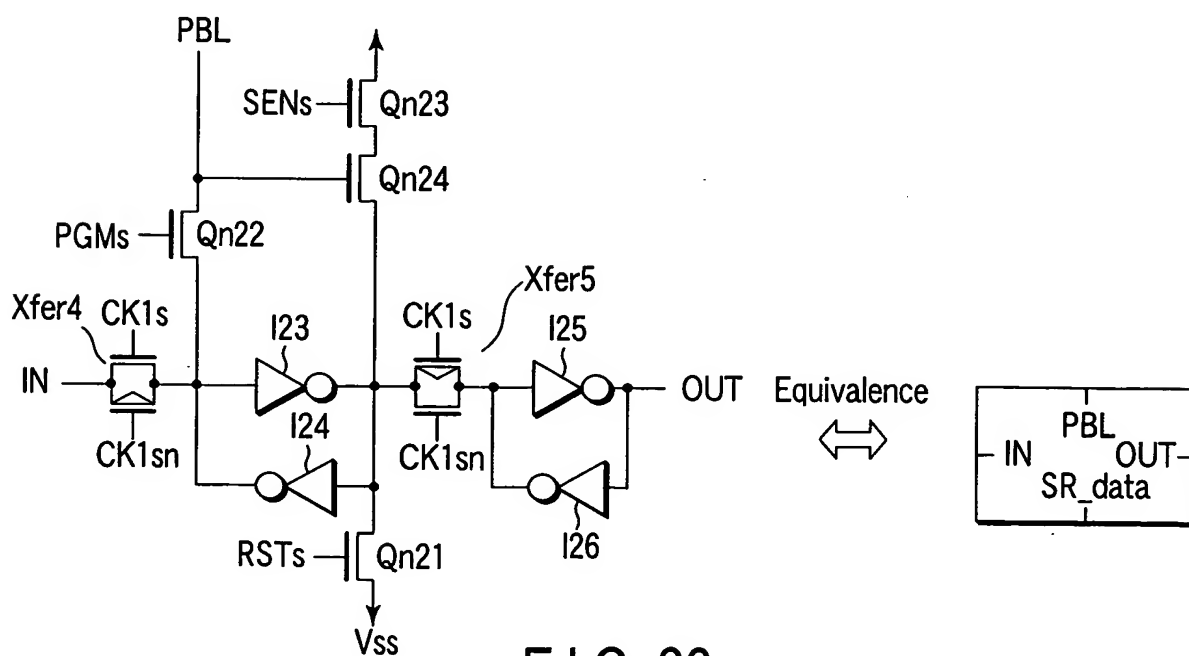 PBL
SENs
Qn23
Qn24
PGMs
Qn22
Xfer4
CK1s
I23
CK1s
Xfer5
I25
IN
OUT
Equivalence
CK1sn
I24
CK1sn
I26
RSTs
Qn21
Vss
PBL
IN
OUT
SR_data